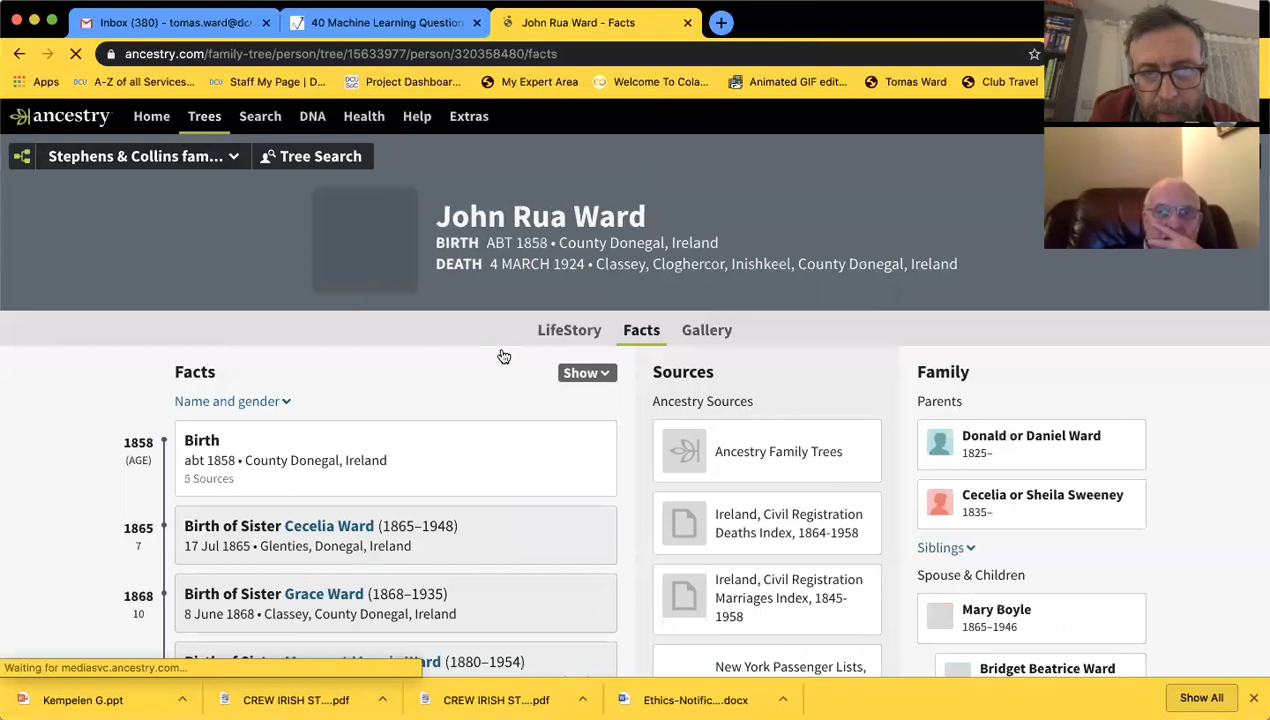 Inbox (380) - tomas.ward@dc
40 Machine Learning Question
John Rua Ward - Facts
ancestry.com/family-tree/person/tree/15633977/person/320358480/facts
Apps
DCU
A-Z of all Services...
DCU
Staff My Page | D...
DCU
SoC
Project Dashboar...
My Expert Area
Welcome To Cola...
Animated GIF edit...
Tomas Ward
Club Travel
ancestry
Home
Trees
Search
DNA
Health
Help
Extras
Stephens & Collins fam...
Tree Search
John Rua Ward
BIRTH ABT 1858 • County Donegal, Ireland
DEATH 4 MARCH 1924 • Classey, Cloghercor, Inishkeel, County Donegal, Ireland
LifeStory
Facts
Gallery
Facts
Show
Name and gender
1858
(AGE)
Birth
abt 1858 • County Donegal, Ireland
5 Sources
1865
7
Birth of Sister Cecelia Ward (1865–1948)
17 Jul 1865 • Glenties, Donegal, Ireland
1868
10
Birth of Sister Grace Ward (1868–1935)
8 June 1868 • Classey, County Donegal, Ireland
Ward (1880–1954)
Sources
Ancestry Sources
Ancestry Family Trees
Ireland, Civil Registration
Deaths Index, 1864-1958
Ireland, Civil Registration
Marriages Index, 1845-
1958
New York Passenger Lists,
Family
Parents
Donald or Daniel Ward
1825–
Cecelia or Sheila Sweeney
1835–
Siblings
Spouse & Children
Mary Boyle
1865–1946
Bridget Beatrice Ward
Waiting for mediasvc.ancestry.com...
Kempelen G.ppt
CREW IRISH ST....pdf
CREW IRISH ST....pdf
Ethics-Notific....docx
Show All